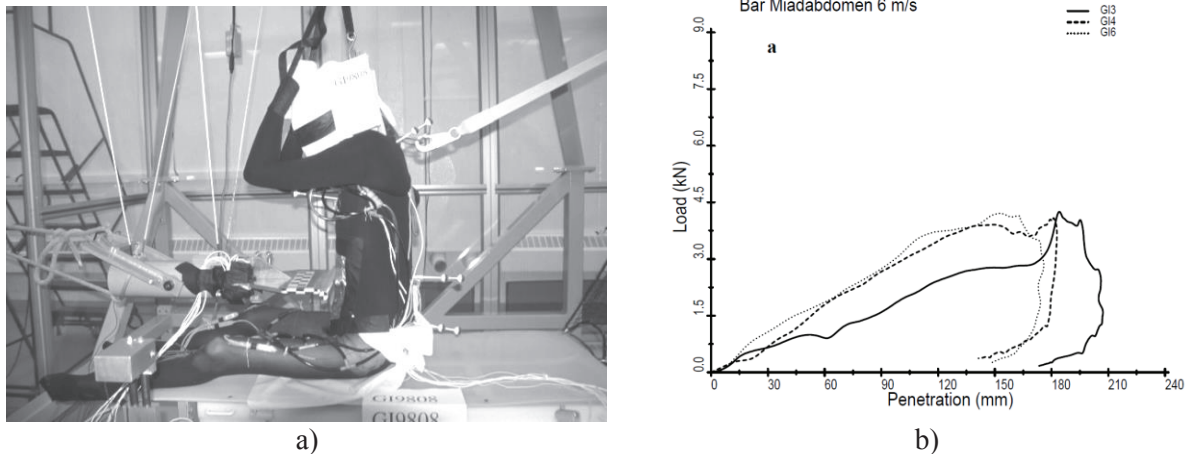 GI9808
GI9808
GI9808
a)
Bar Miadabdomen 6 m/s
GI3
GI4
GI6
a
Load (kN)
9.0
7.5
6.0
4.5
3.0
1.5
0.0
0
30
60
90
120
150
180
210
240
Penetration (mm)
b)